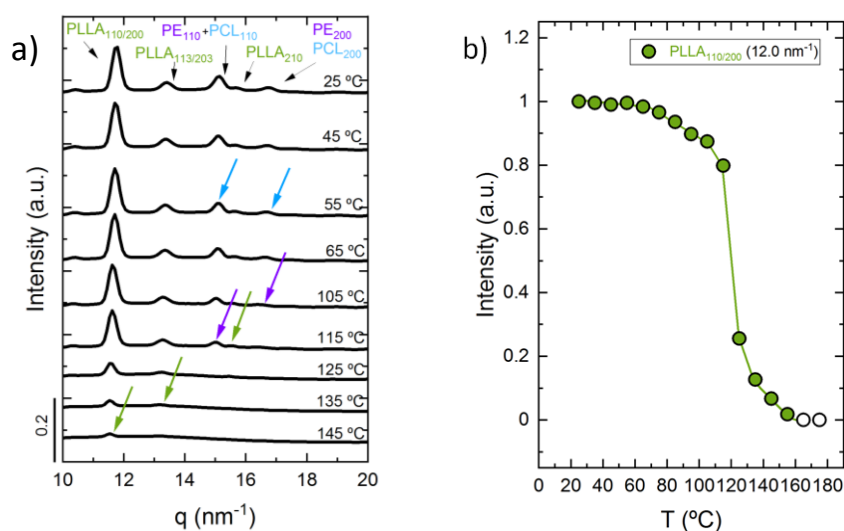 a)
PLLA110/200
PE110+PCL110
PLLA113/203
PLLA210
PE200
PCL200
25 ºC
45 ºC
55 ºC
65 ºC
105 ºC
115 ºC
125 ºC
135 ºC
145 ºC
0.2
Intensity (a.u.)
10 12 14 16 18 20
q (nm-1)
b)
PLLA110/200 (12.0 nm-1)
1.2
1
0.8
0.6
0.4
0.2
0
Intensity (a.u.)
0 20 40 60 80 100 120 140 160 180
T (ºC)